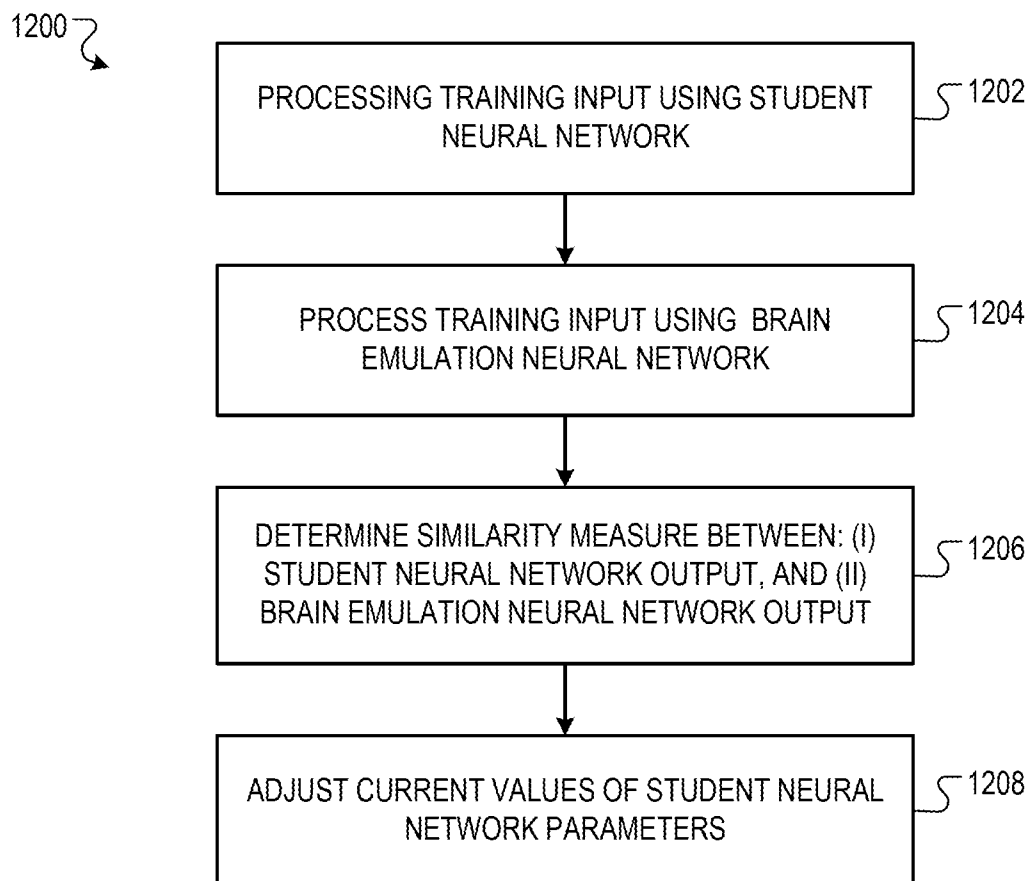 1200
PROCESSING TRAINING INPUT USING STUDENT
NEURAL NETWORK
1202
PROCESS TRAINING INPUT USING BRAIN
EMULATION NEURAL NETWORK
1204
DETERMINE SIMILARITY MEASURE BETWEEN: (I)
STUDENT NEURAL NETWORK OUTPUT, AND (II)
BRAIN EMULATION NEURAL NETWORK OUTPUT
1206
ADJUST CURRENT VALUES OF STUDENT NEURAL
NETWORK PARAMETERS
1208